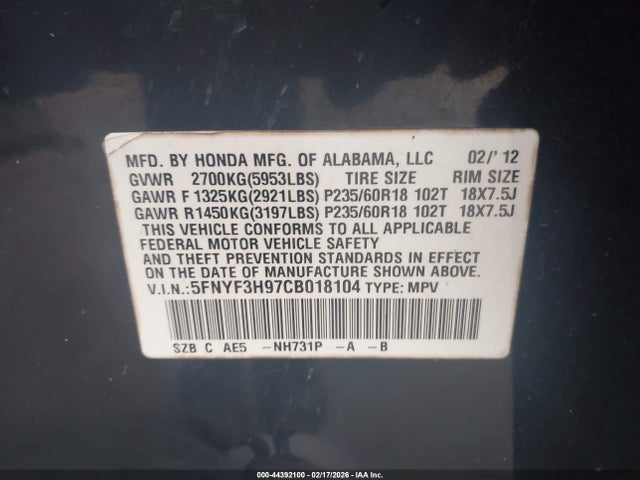 MFD. BY HONDA MFG. OF ALABAMA, LLC 02/'12
GVWR 2700KG(5953LBS) TIRE SIZE RIM SIZE
GAWR F 1325KG(2921LBS) P235/60R18 102T 18X7.5J
GAWR R1450KG(3197LBS) P235/60R18 102T 18X7.5J
THIS VEHICLE CONFORMS TO ALL APPLICABLE
FEDERAL MOTOR VEHICLE SAFETY
AND THEFT PREVENTION STANDARDS IN EFFECT
ON THE DATE OF MANUFACTURE SHOWN ABOVE.
V.I.N.:5FNYF3H97CB018104 TYPE: MPV
SZB C AE5 -NH731P -A -B
000-44392100 - 02/17/2026 - IAA Inc.